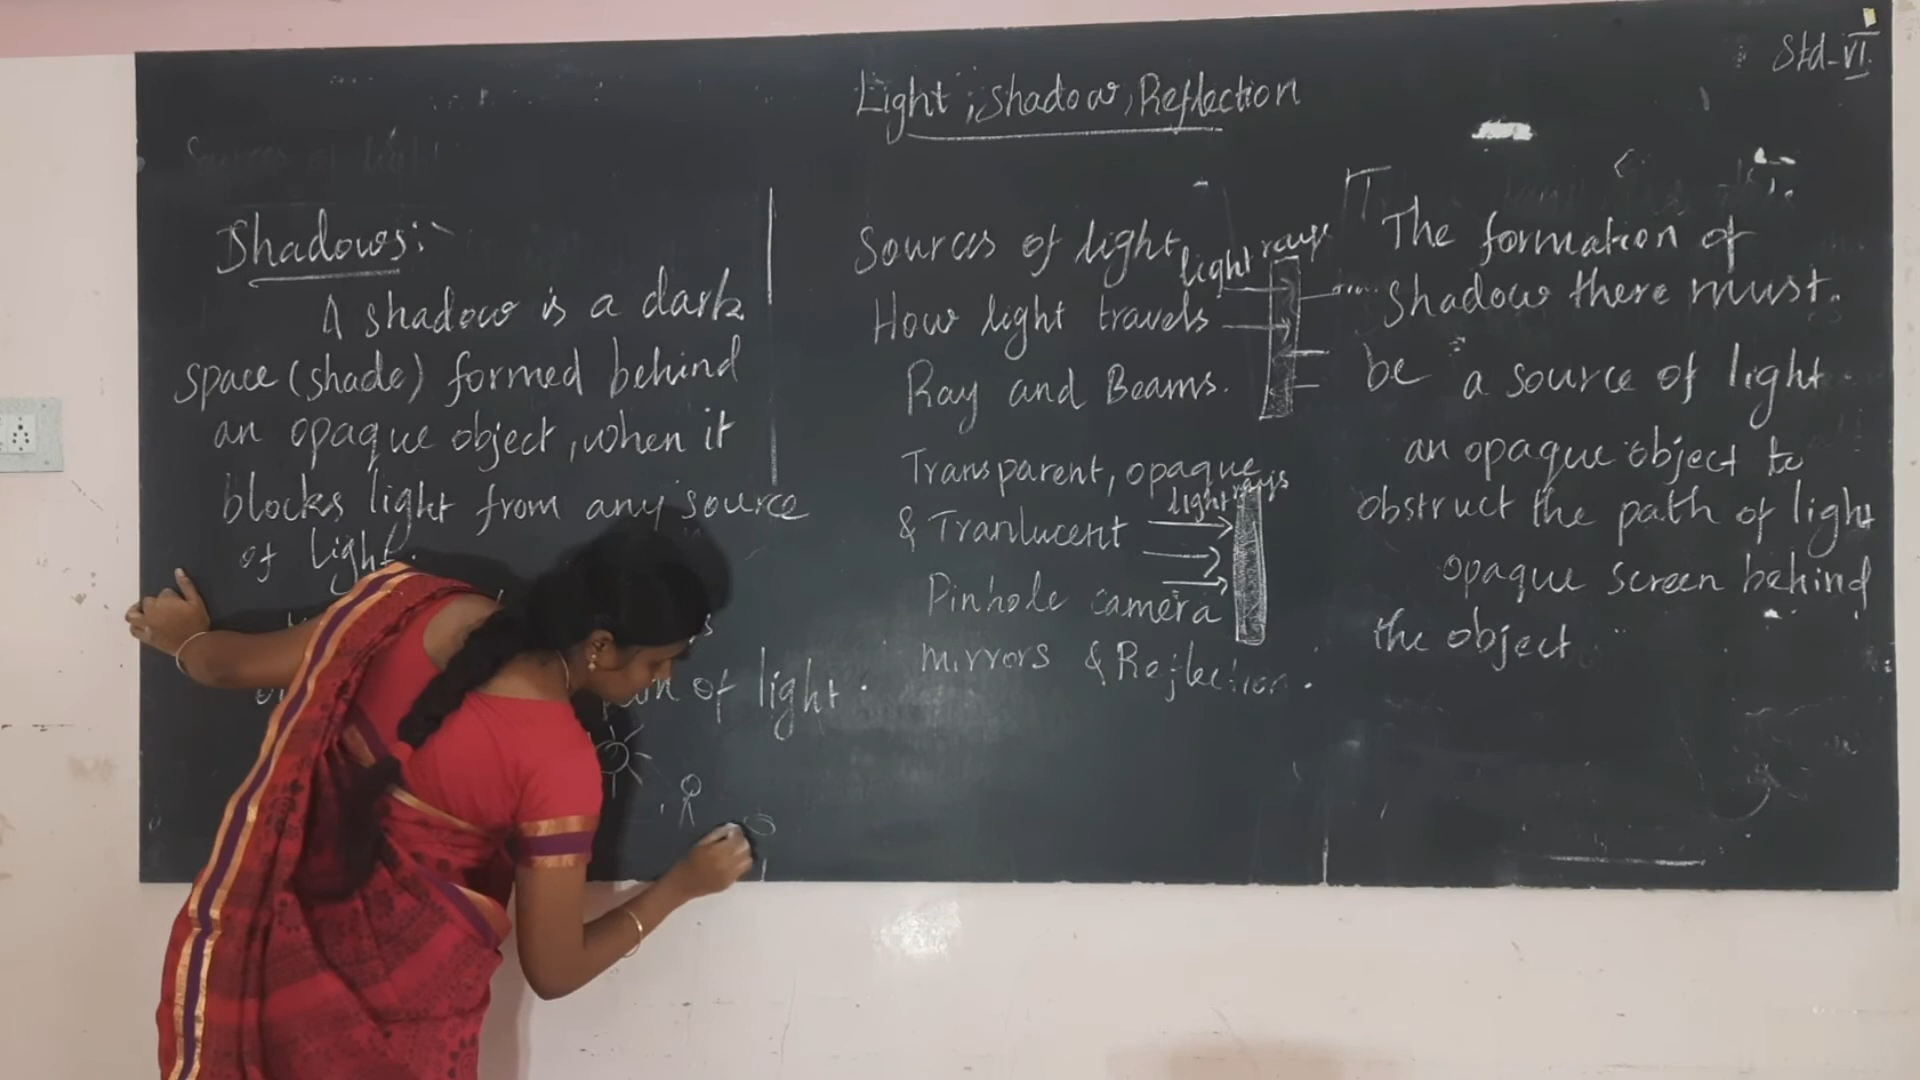 Std-VI
Light, Shadow, Reflection
Sources of light
Shadows:-
A shadow is a dark
space (shade) formed behind
an opaque object, when it
blocks light from any source
of light.
of light.
Sources of light
light rays
How light travels
Ray and Beams.
Transparent, opaque
light rays
& Tranlucent
Pinhole camera
mirrors & Reflection.
The formation of
shadow there must.
be a source of light
an opaque object to
obstruct the path of light
opaque screen behind
the object